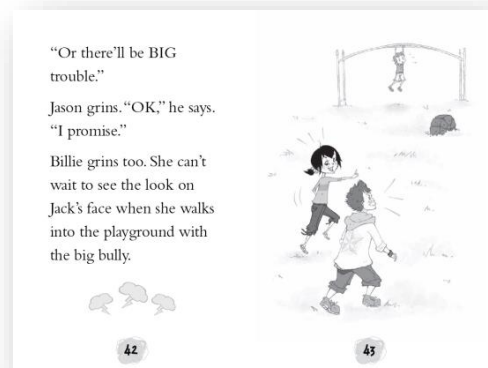 “Or there’ll be BIG
trouble.”
Jason grins. “OK,” he says.
“I promise.”
Billie grins too. She can’t
wait to see the look on
Jack’s face when she walks
into the playground with
the big bully.
42
43